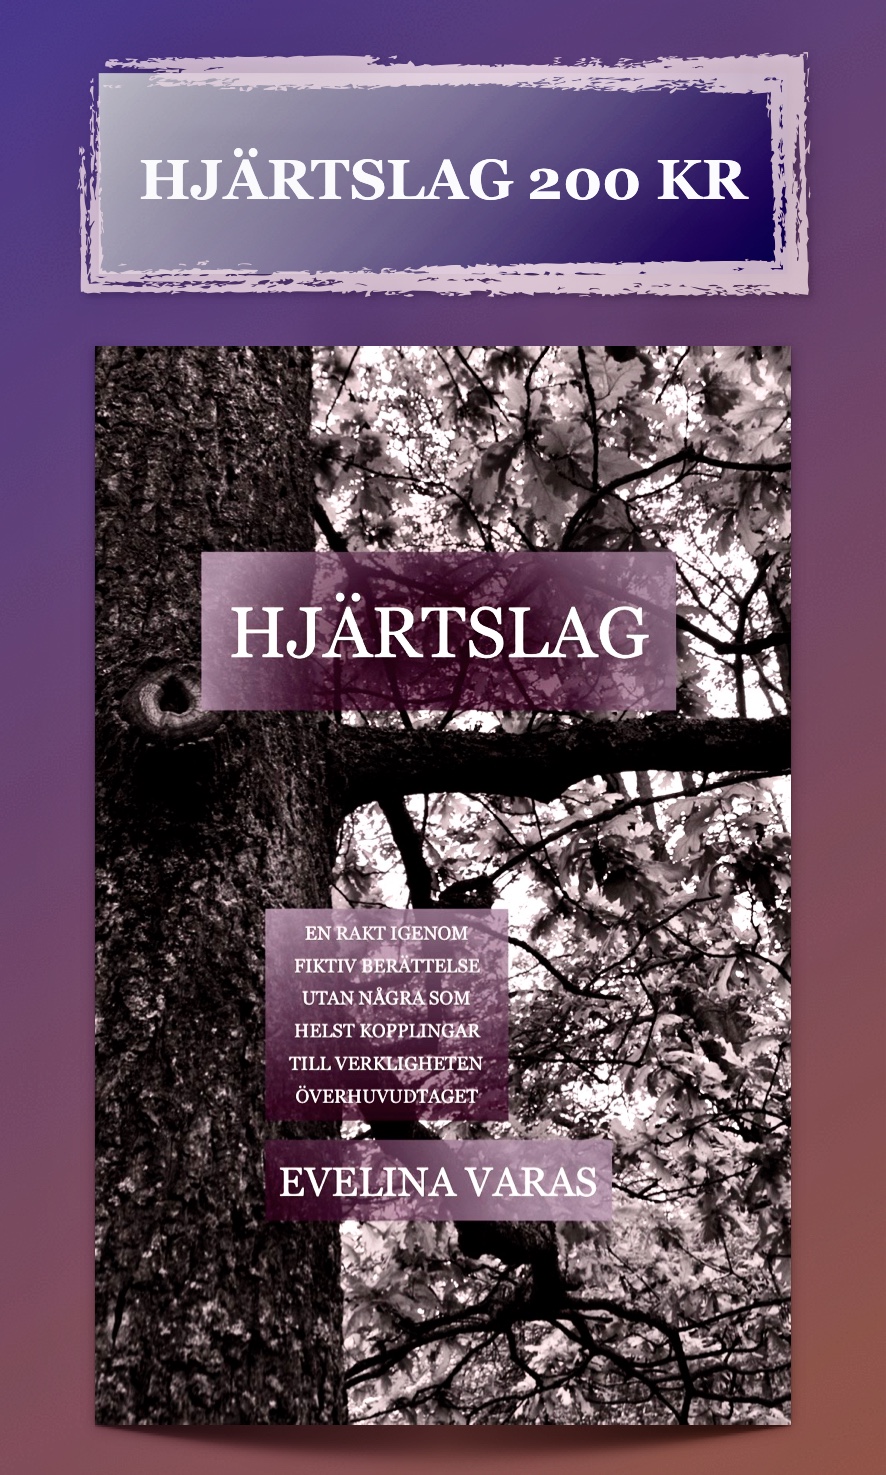 HJÄRTSLAG 200 KR
HJÄRTSLAG
EN RAKT IGENOM
FIKTIV BERÄTTELSE
UTAN NÅGRA SOM
HELST KOPPLINGAR
TILL VERKLIGHETEN
ÖVERHUVUDTAGET
EVELINA VARAS